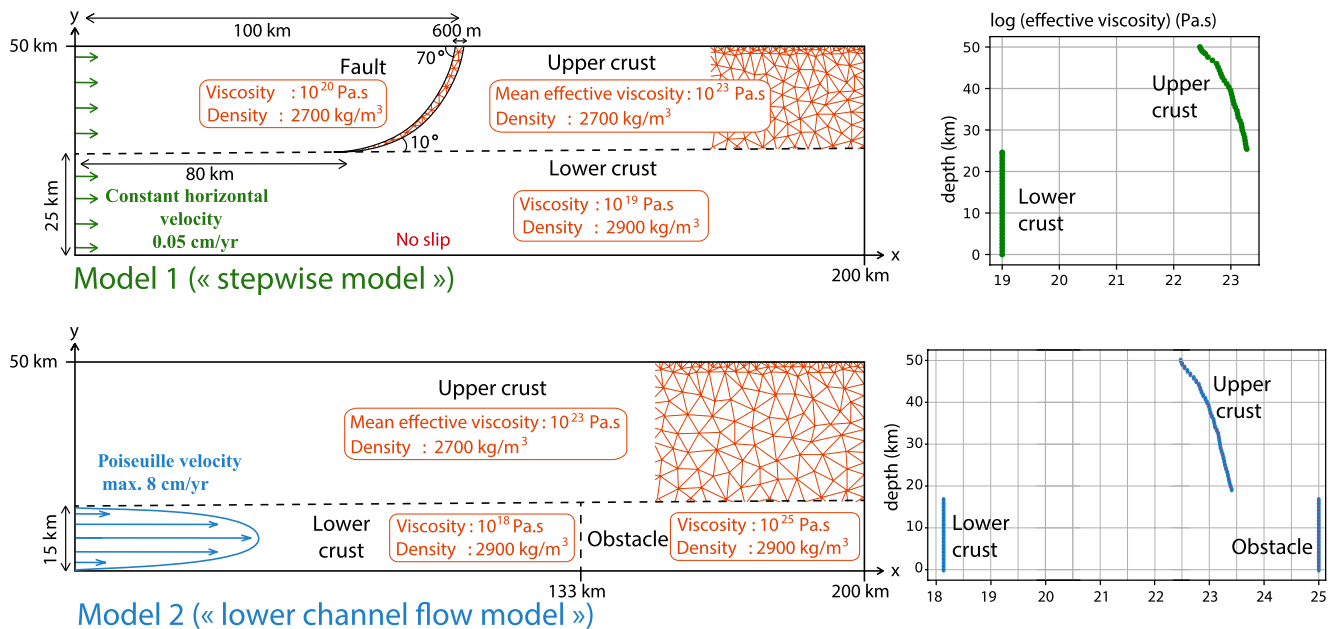 y
100 km
600 m
50 km
70°
Fault
Upper crust
Viscosity : 10^20 Pa.s
Density : 2700 kg/m^3
Mean effective viscosity : 10^23 Pa.s
Density : 2700 kg/m^3
10°
80 km
Lower crust
25 km
Constant horizontal
velocity
0.05 cm/yr
Viscosity : 10^19 Pa.s
Density : 2900 kg/m^3
No slip
x
200 km
Model 1 (« stepwise model »)
log (effective viscosity) (Pa.s)
depth (km)
50
40
30
20
10
0
Upper
crust
Lower
crust
19 20 21 22 23
y
50 km
Upper crust
Mean effective viscosity : 10^23 Pa.s
Density : 2700 kg/m^3
Poiseuille velocity
max. 8 cm/yr
15 km
Lower
crust
Viscosity : 10^18 Pa.s
Density : 2900 kg/m^3
Obstacle
Viscosity : 10^25 Pa.s
Density : 2900 kg/m^3
x
133 km
200 km
Model 2 (« lower channel flow model »)
depth (km)
50
40
30
20
10
0
Upper
crust
Lower
crust
Obstacle
18 19 20 20 21 22 22 23 24 25